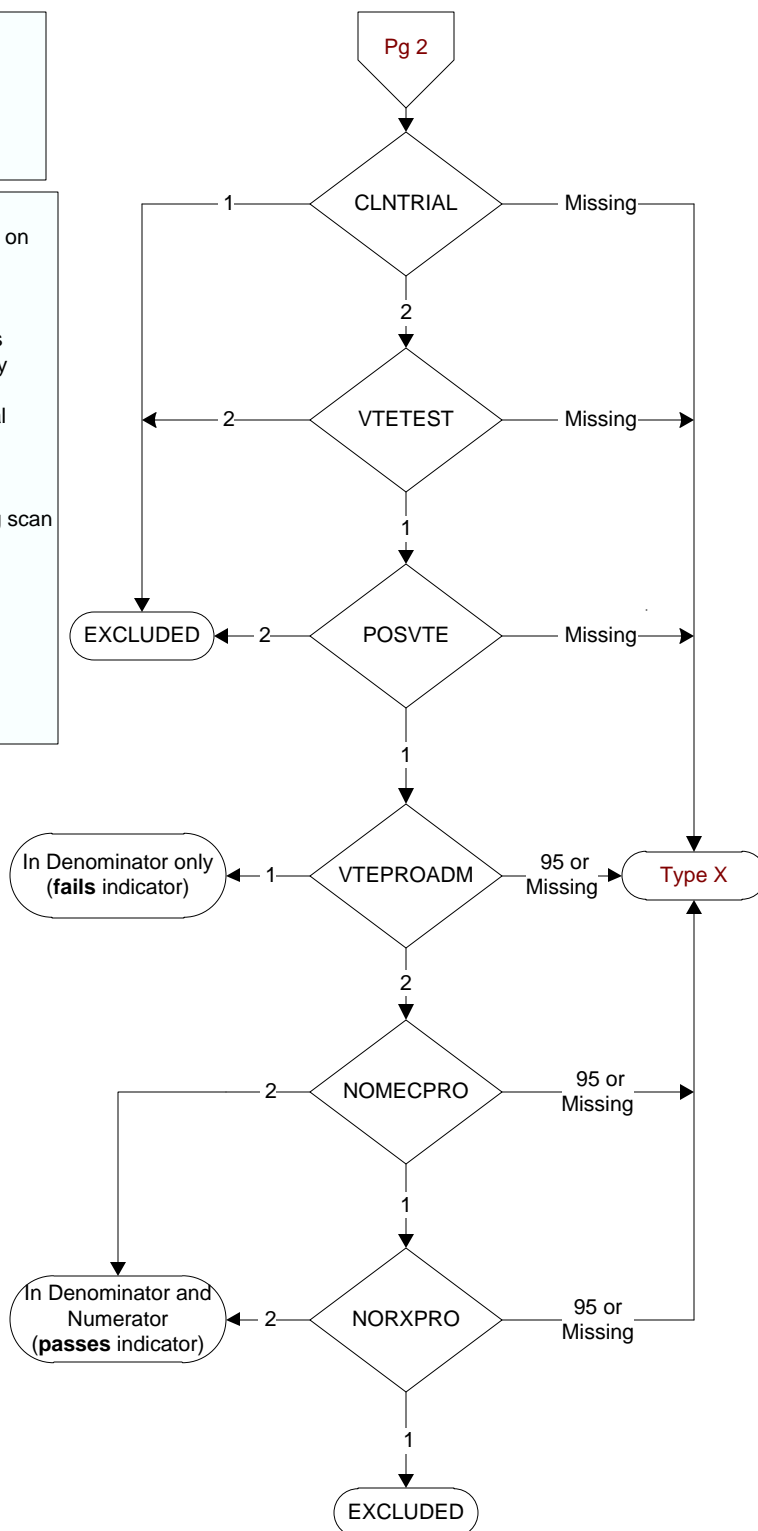 Pg 2
CLNTRIAL
1
Missing
on
2
s
y
VTETEST
2
Missing
al
1
g scan
POSVTE
EXCLUDED
2
Missing
1
In Denominator only
(fails indicator)
1
VTEPROADM
95 or
Missing
Type X
2
NOMECPRO
2
95 or
Missing
1
In Denominator and
Numerator
(passes indicator)
2
NORXPRO
95 or
Missing
1
EXCLUDED